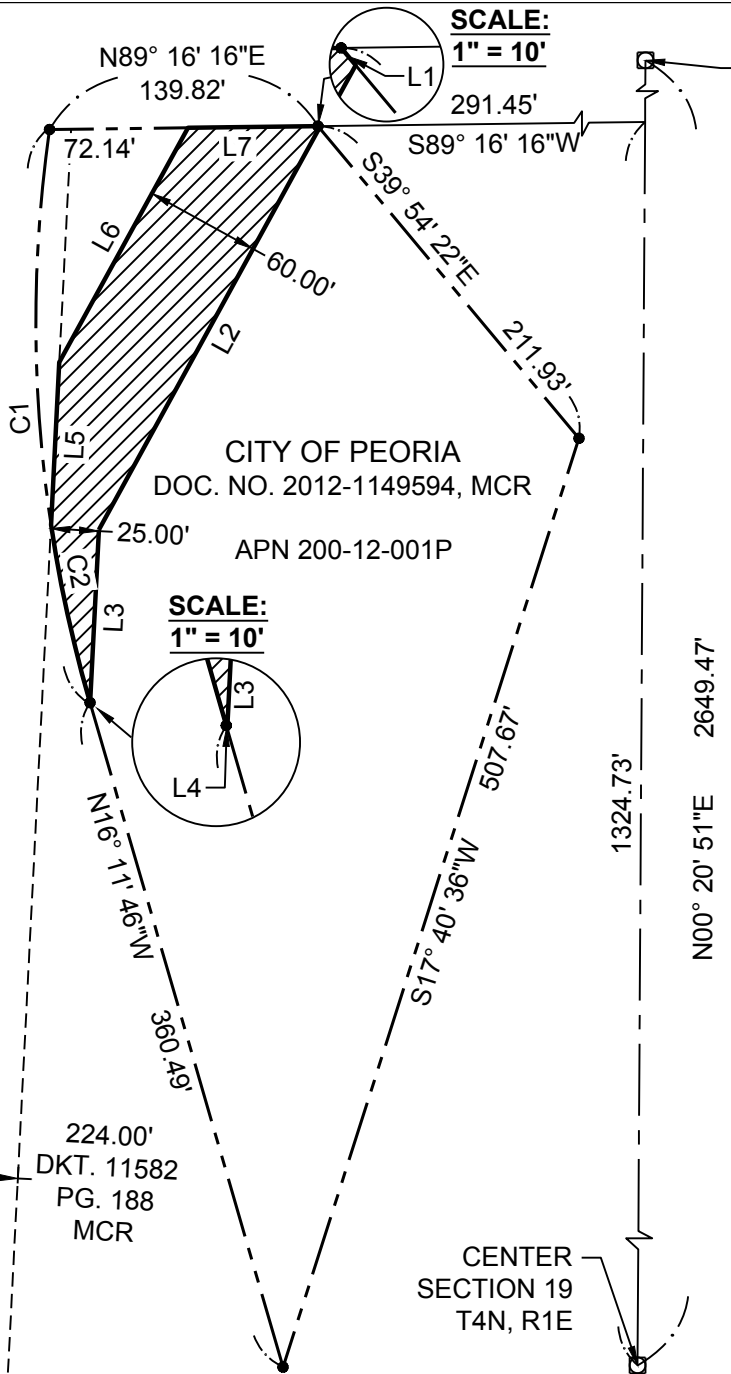 SCALE:
1" = 10'
N89° 16' 16"E
139.82'
L1
291.45'
S89° 16' 16"W
72.14'
L7
S39° 54' 22"E
211.93'
L6
60.00'
L2
C1
L5
CITY OF PEORIA
DOC. NO. 2012-1149594, MCR
APN 200-12-001P
25.00'
C2
L3
SCALE:
1" = 10'
L3
L4
N16° 11' 46"W
360.49'
S17° 40' 36"W
507.67'
1324.73'
N00° 20' 51"E
2649.47'
224.00'
DKT. 11582
PG. 188
MCR
CENTER
SECTION 19
T4N, R1E